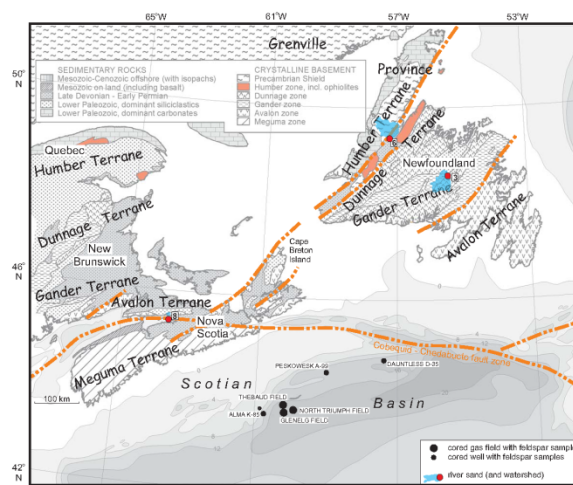 65°W 61°W 57°W 53°W
Grenville
Province
50°
N
SEDIMENTARY ROCKS
Mesozoic-Cenozoic offshore (with isopachs)
Mesozoic on land (including basalt)
Late Devonian - Early Permian
Lower Paleozoic, dominant siliciclastics
Lower Paleozoic, dominant carbonates
CRYSTALLINE BASEMENT
Precambrian Shield
Humber zone, incl. ophiolites
Dunnage zone
Gander zone
Avalon zone
Meguma zone
Humber Terrane
Dunnage Terrane
Newfoundland
Gander Terrane
Avalon Terrane
Quebec
Humber Terrane
Dunnage Terrane
New
Brunswick
Gander Terrane
Cape
Breton
Island
46°
N
Avalon Terrane
Nova
Scotia
Meguma Terrane
Cobequid - Chedabucto fault zone
100 km
Scotian Basin
PESKOWESK A-99
DAUNTLESS D-35
THEBAUD FIELD
ALMA K-85
NORTH TRIUMPH FIELD
GLENELG FIELD
42°
N
cored gas field with feldspar sample
cored well with feldspar samples
river sand (and watershed)